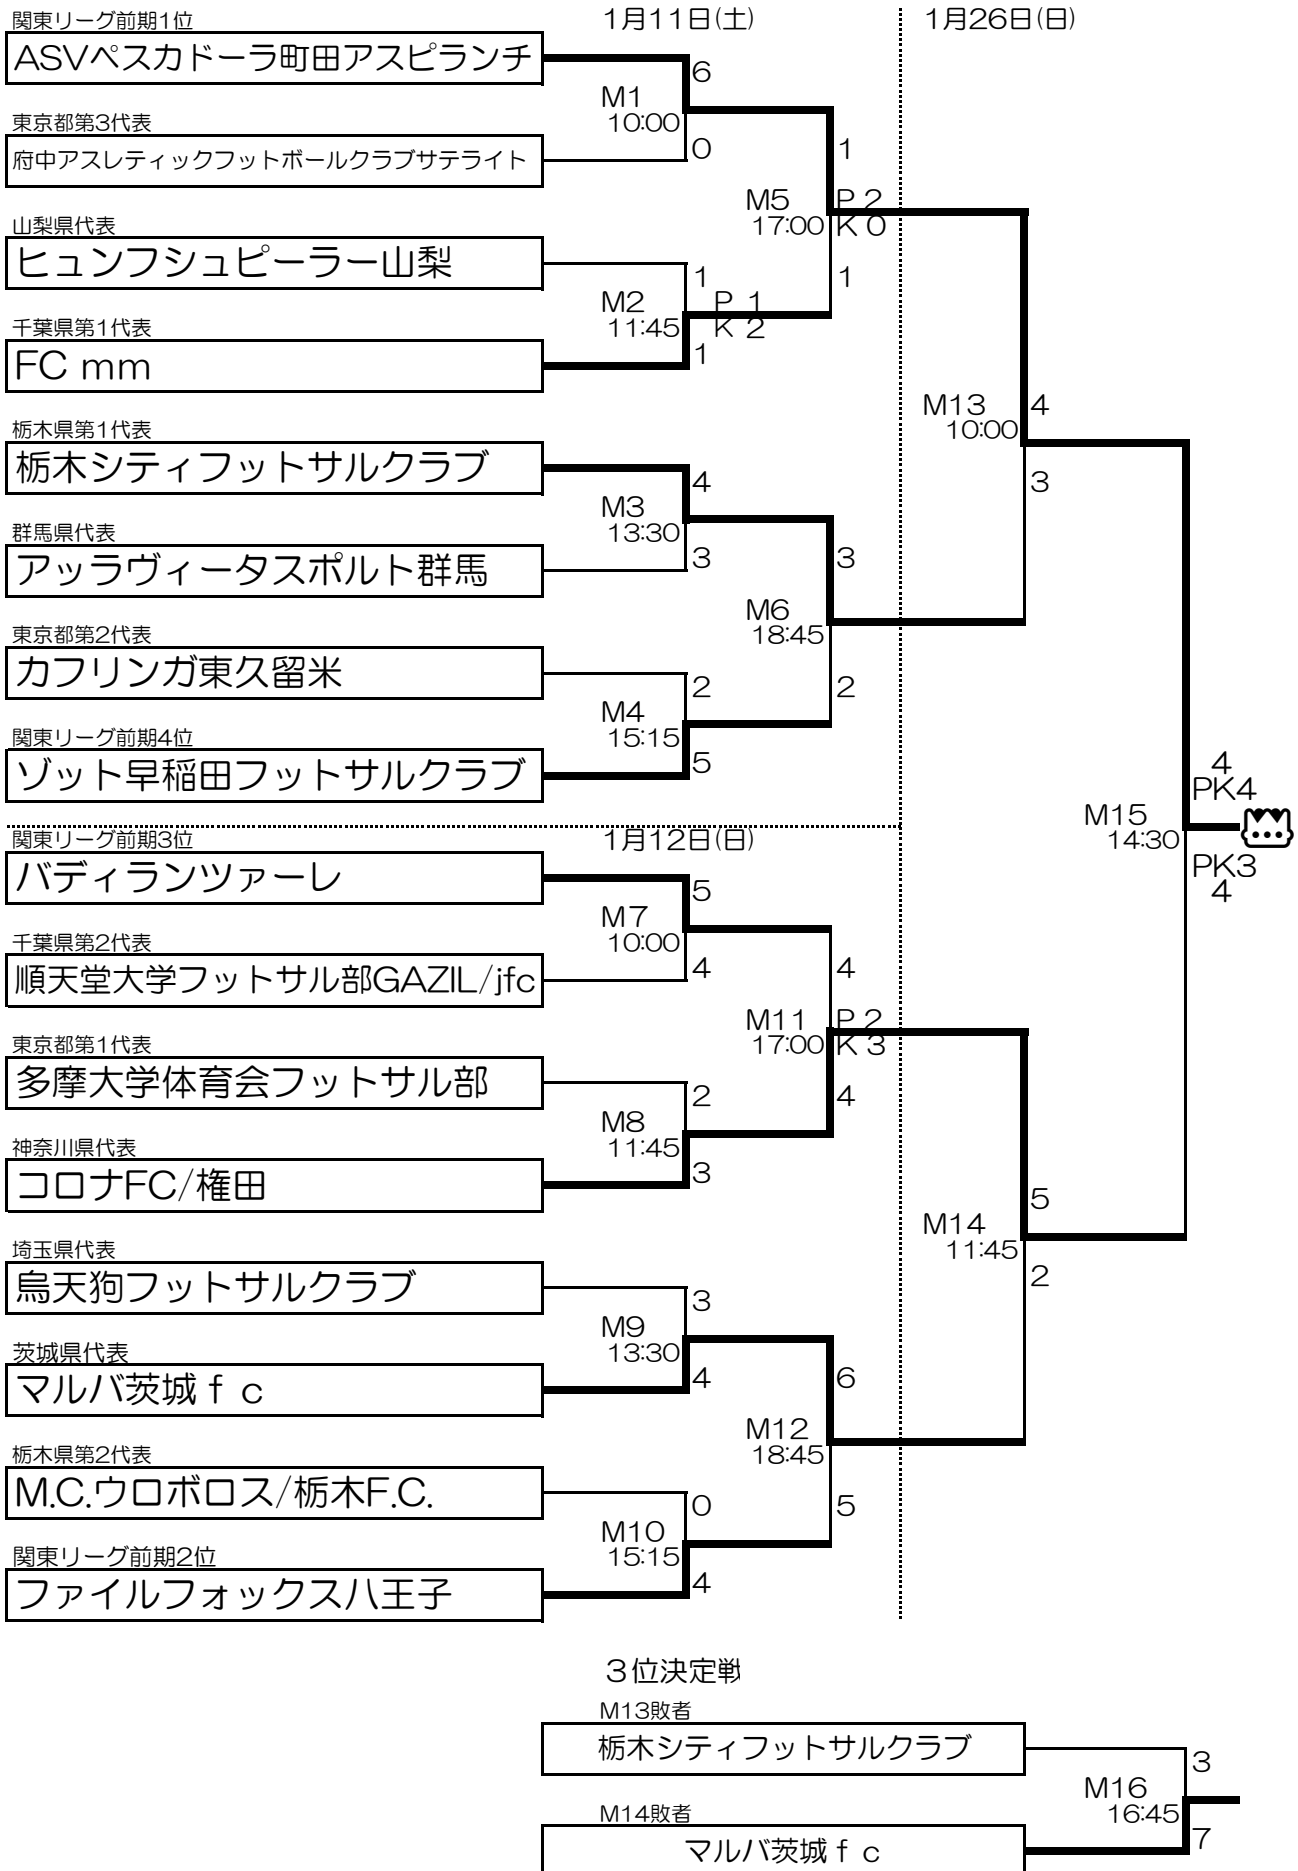 関東リーグ前期1位
1月11日(土)
1月26日(日)
ASVペスカドーラ町田アスピランチ
6
M1
10:00
東京都第3代表
0
府中アスレティックフットボールクラブサテライト
1
M5
P 2
17:00
K 0
山梨県代表
ヒュンフシュピーラー山梨
1
1
M2
P 1
11:45
K 2
千葉県第1代表
1
FC mm
M13
4
10:00
栃木県第1代表
栃木シティフットサルクラブ
4
3
M3
13:30
群馬県代表
3
3
アッラヴィータスポルト群馬
M6
18:45
東京都第2代表
カフリンガ東久留米
2
2
M4
15:15
関東リーグ前期4位
5
ゾット早稲田フットサルクラブ
4
PK4
M15
14:30
PK3
4
関東リーグ前期3位
1月12日(日)
バディランツァーレ
5
M7
10:00
千葉県第2代表
4
4
順天堂大学フットサル部GAZIL/jfc
M11
P 2
17:00
K 3
東京都第1代表
多摩大学体育会フットサル部
2
4
M8
11:45
神奈川県代表
3
コロナFC/権田
5
M14
11:45
埼玉県代表
2
烏天狗フットサルクラブ
3
M9
13:30
茨城県代表
4
6
マルバ茨城ｆｃ
M12
18:45
栃木県第2代表
M.C.ウロボロス/栃木F.C.
0
5
M10
15:15
関東リーグ前期2位
4
ファイルフォックス八王子
３位決定戦
M13敗者
栃木シティフットサルクラブ
3
M16
16:45
M14敗者
7
マルバ茨城ｆｃ